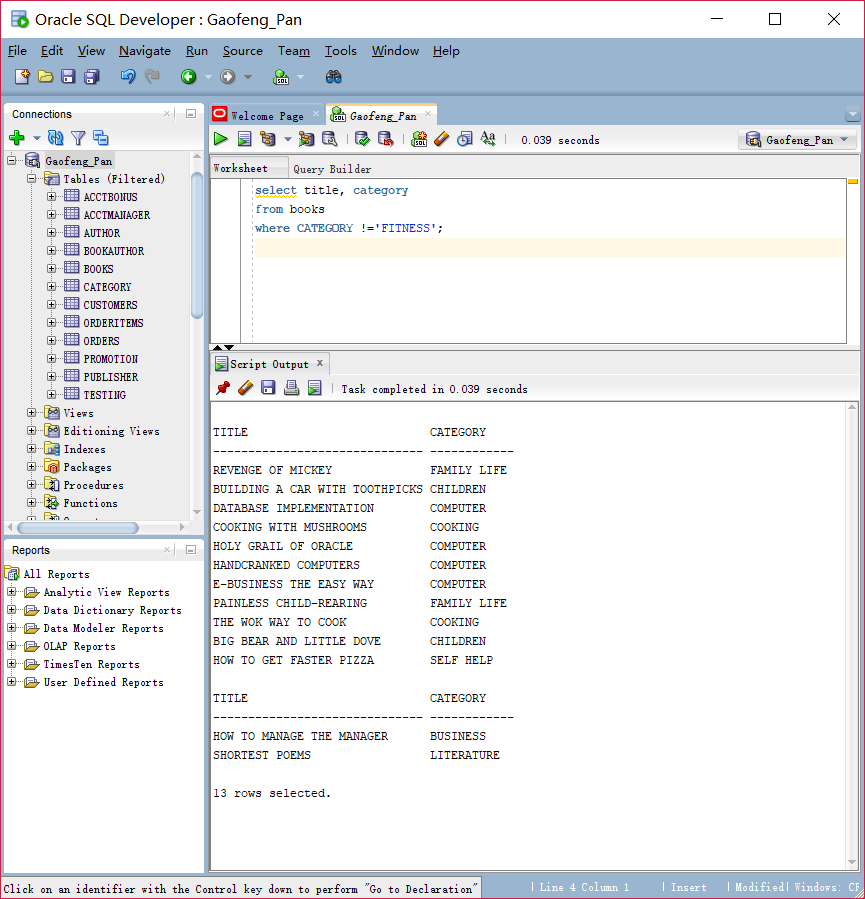 Oracle SQL Developer : Gaofeng_Pan
File Edit View Navigate Run Source Team Tools Window Help
Connections
Gaofeng_Pan
Tables (Filtered)
ACCTBONUS
ACCTMANAGER
AUTHOR
BOOKAUTHOR
BOOKS
CATEGORY
CUSTOMERS
ORDERITEMS
ORDERS
PROMOTION
PUBLISHER
TESTING
Views
Editioning Views
Indexes
Packages
Procedures
Functions
Reports
All Reports
Analytic View Reports
Data Dictionary Reports
Data Modeler Reports
OLAP Reports
TimesTen Reports
User Defined Reports
Welcome Page Gaofeng_Pan
0.039 seconds Gaofeng_Pan
Worksheet Query Builder
select title, category
from books
where CATEGORY !='FITNESS';
Script Output
Task completed in 0.039 seconds
TITLE CATEGORY
------------------------------ ------------
REVENGE OF MICKEY FAMILY LIFE
BUILDING A CAR WITH TOOTHPICKS CHILDREN
DATABASE IMPLEMENTATION COMPUTER
COOKING WITH MUSHROOMS COOKING
HOLY GRAIL OF ORACLE COMPUTER
HANDCRANKED COMPUTERS COMPUTER
E-BUSINESS THE EASY WAY COMPUTER
PAINLESS CHILD-REARING FAMILY LIFE
THE WOK WAY TO COOK COOKING
BIG BEAR AND LITTLE DOVE CHILDREN
HOW TO GET FASTER PIZZA SELF HELP
TITLE CATEGORY
------------------------------ ------------
HOW TO MANAGE THE MANAGER BUSINESS
SHORTEST POEMS LITERATURE
13 rows selected.
Click on an identifier with the Control key down to perform "Go to Declaration" | Line 4 Column 1 | Insert | Modified | Windows: